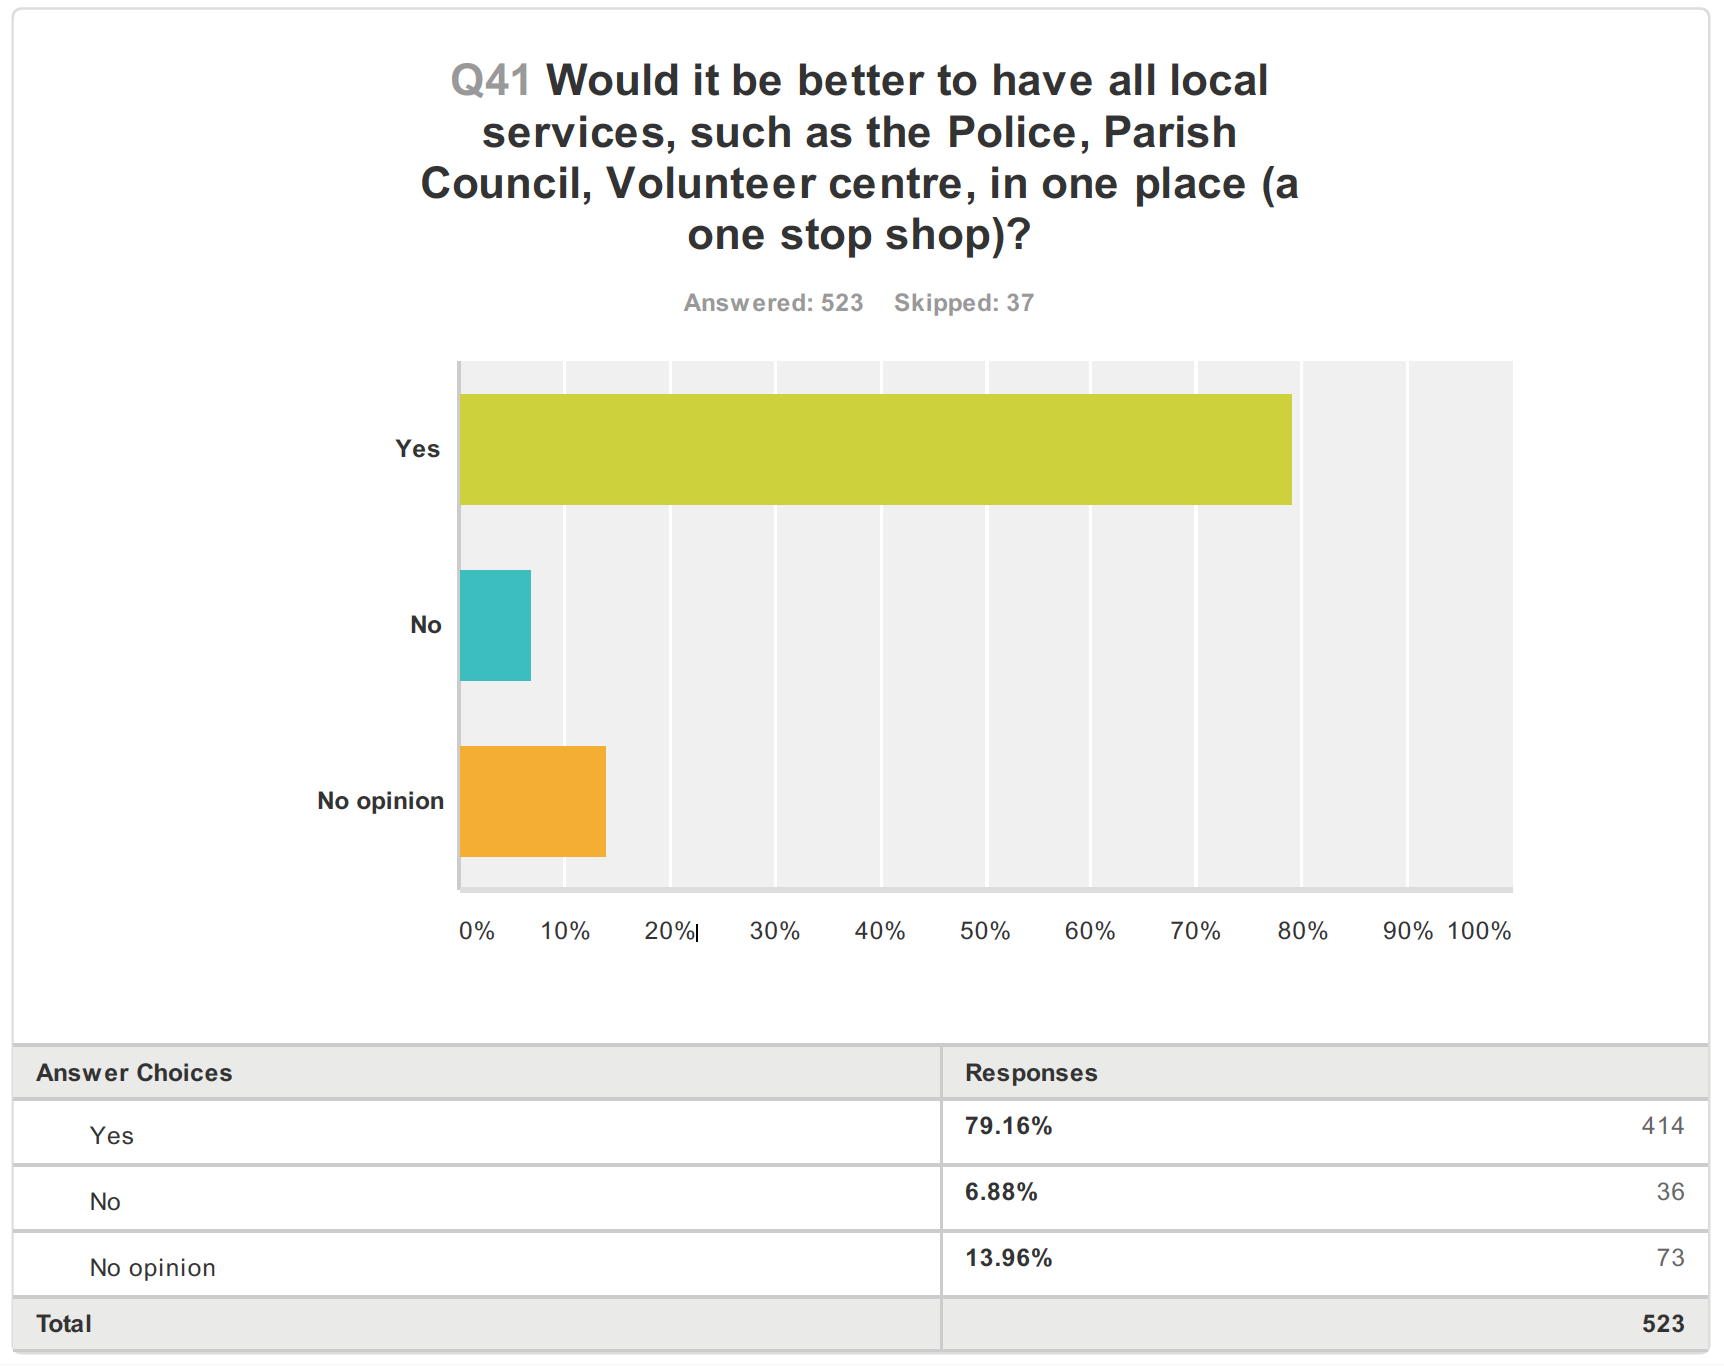 Q41 Would it be better to have all local
services, such as the Police, Parish
Council, Volunteer centre, in one place (a
one stop shop)?
Answered: 523 Skipped: 37
Yes
No
No opinion
0% 10% 20% 30% 40% 50% 60% 70% 80% 90% 100%
Answer Choices Responses
Yes 79.16% 414
No 6.88% 36
No opinion 13.96% 73
Total 523